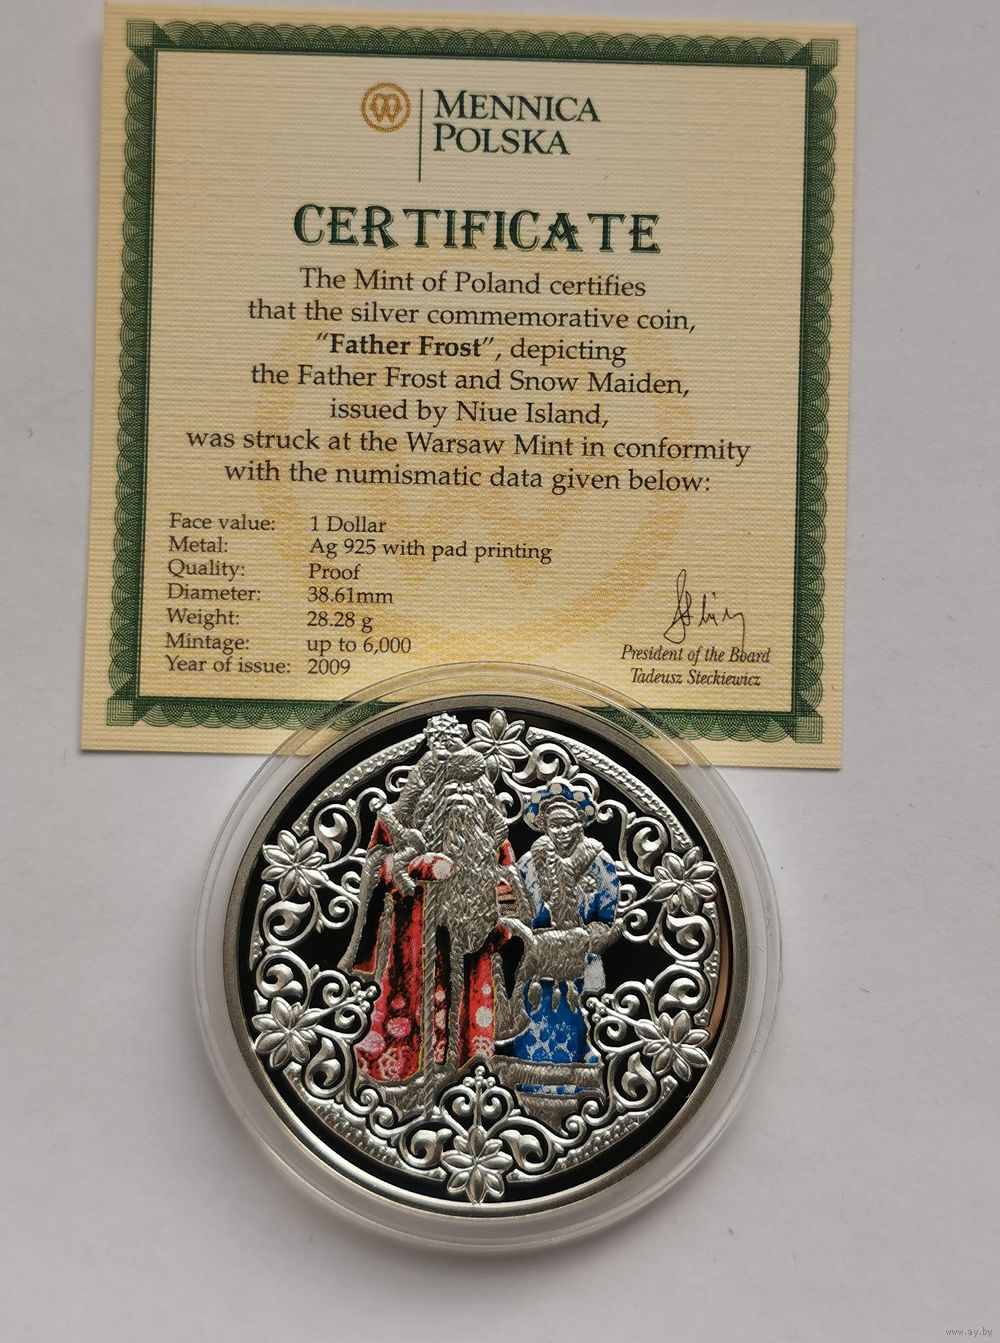 MENNICA
POLSKA
CERTIFICATE
The Mint of Poland certifies
that the silver commemorative coin,
"Father Frost", depicting
the Father Frost and Snow Maiden,
issued by Niue Island,
was struck at the Warsaw Mint in conformity
with the numismatic data given below:
Face value: 1 Dollar
Metal: Ag 925 with pad printing
Quality: Proof
Diameter: 38.61mm
Weight: 28.28 g
Mintage: up to 6,000
Year of issue: 2009
President of the Board
Tadeusz Steckiewicz
www.ay.by